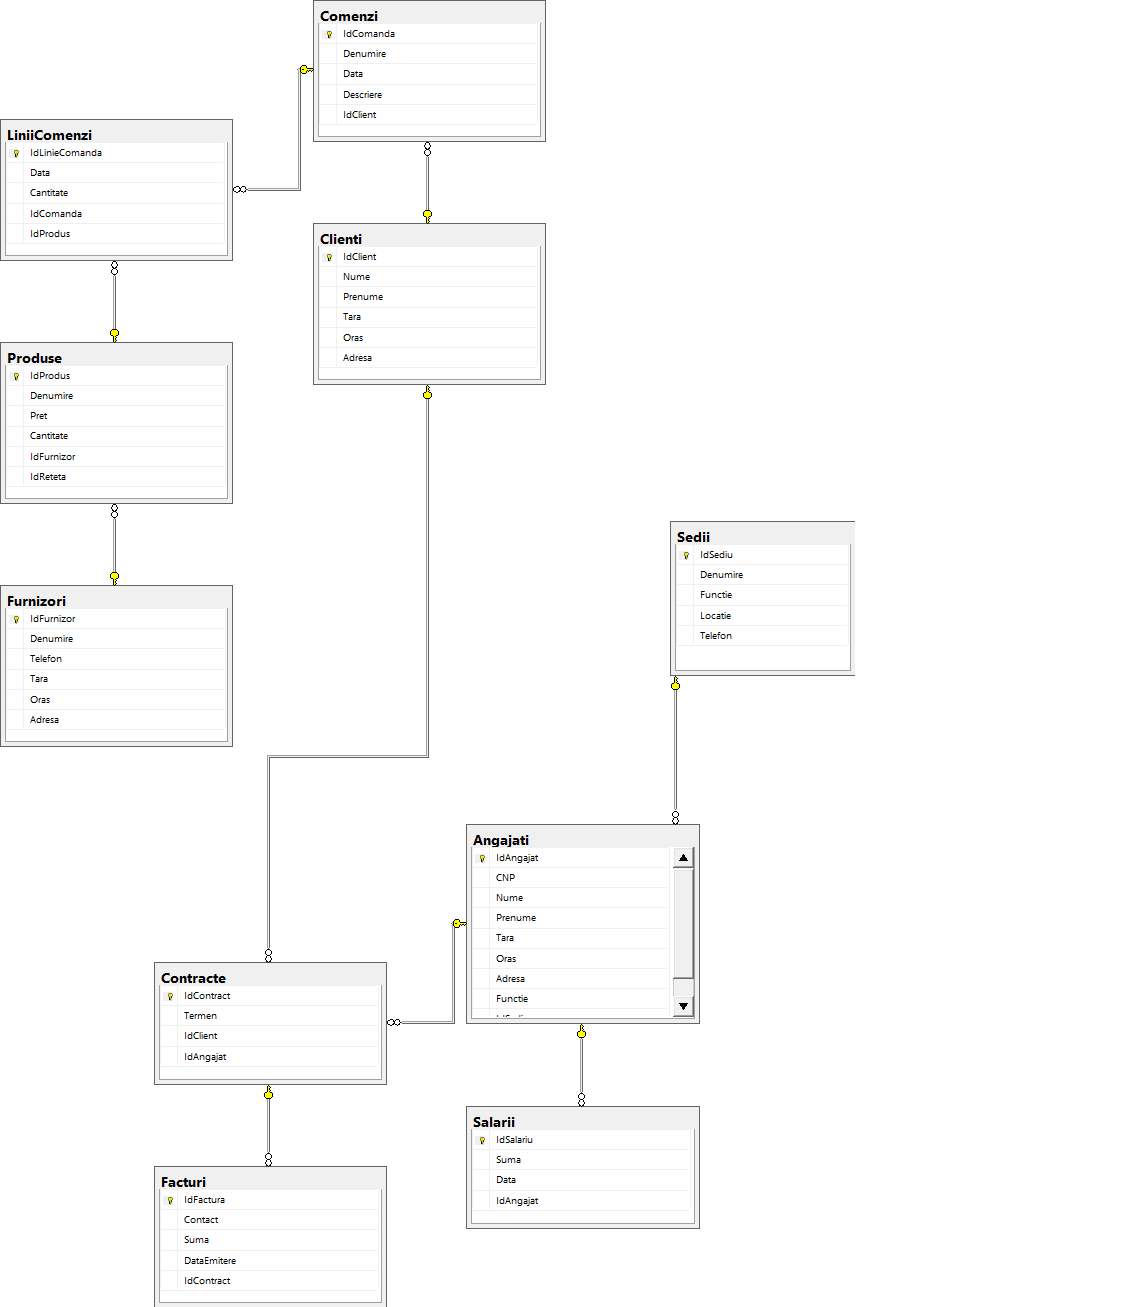 Comenzi
IdComanda
Denumire
Data
Descriere
IdClient
LiniiComenzi
IdLinieComanda
Data
Cantitate
IdComanda
IdProdus
Clienti
IdClient
Nume
Prenume
Tara
Oras
Adresa
Produse
IdProdus
Denumire
Pret
Cantitate
IdFurnizor
IdReteta
Sedii
IdSediu
Denumire
Functie
Locatie
Telefon
Furnizori
IdFurnizor
Denumire
Telefon
Tara
Oras
Adresa
Angajati
IdAngajat
CNP
Nume
Prenume
Tara
Oras
Adresa
Functie
Contracte
IdContract
Termen
IdClient
IdAngajat
Salarii
IdSalariu
Suma
Data
IdAngajat
Facturi
IdFactura
Contact
Suma
DataEmitere
IdContract